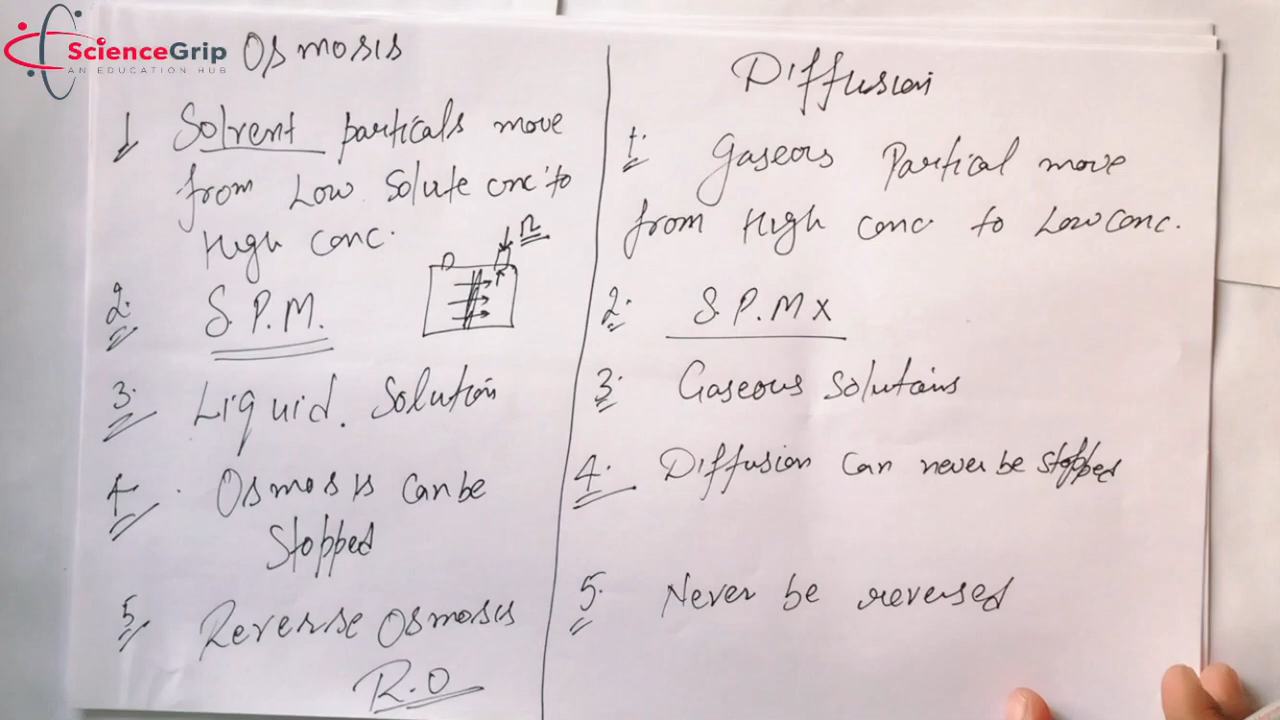 ScienceGrip
AN EDUCATION HUB
Osmosis
1. Solvent particals move
from Low Solute conc to
High conc.
2. S.P.M.
3. Liquid. Solution
4. Osmosis can be
Stopped
5. Reverse Osmosis
R.O
Diffusion
1. Gaseous Partical move
from High conc to Low conc.
2. S.P.M x
3. Gaseous Solutions
4. Diffusion can never be stopped
5. Never be reversed